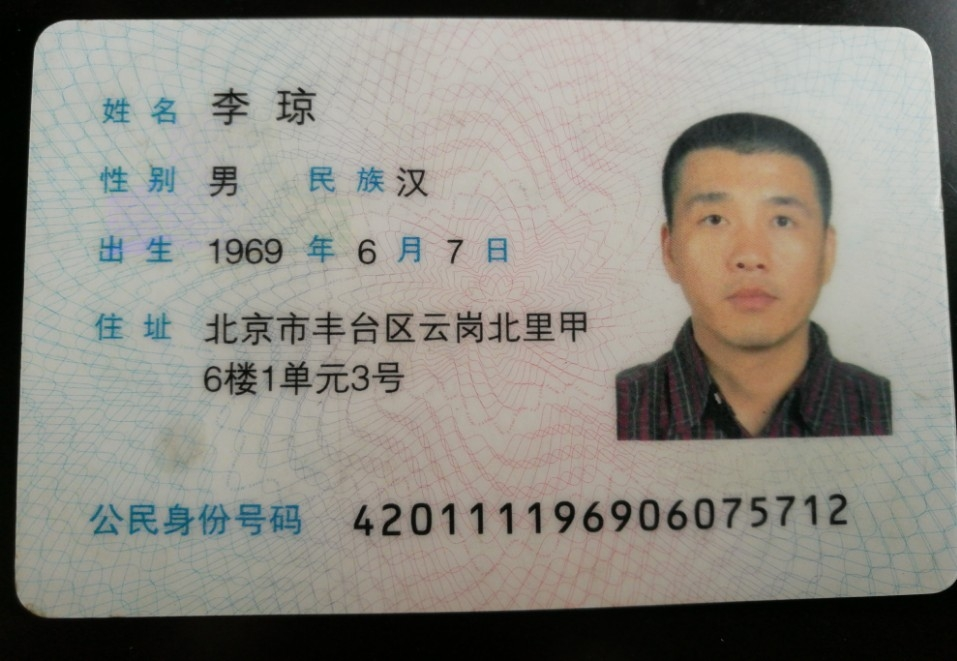 姓名 李琼
性别 男 民族 汉
出生 1969 年 6 月 7 日
住址 北京市丰台区云岗北里甲
6楼1单元3号
公民身份号码 420111196906075712